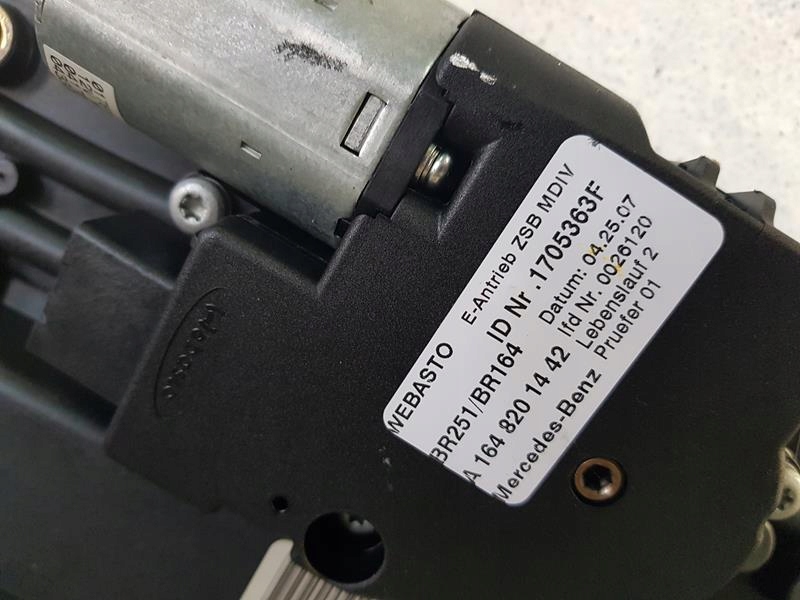 WEBASTO E-Antrieb ZSB MDIV
BR251/BR164 ID Nr. 1705363F
A 164 820 14 42 Datum: 04.25.07
Mercedes-Benz lfd Nr. 0026120
Lebenslauf 2
Pruefer 01
Webasto